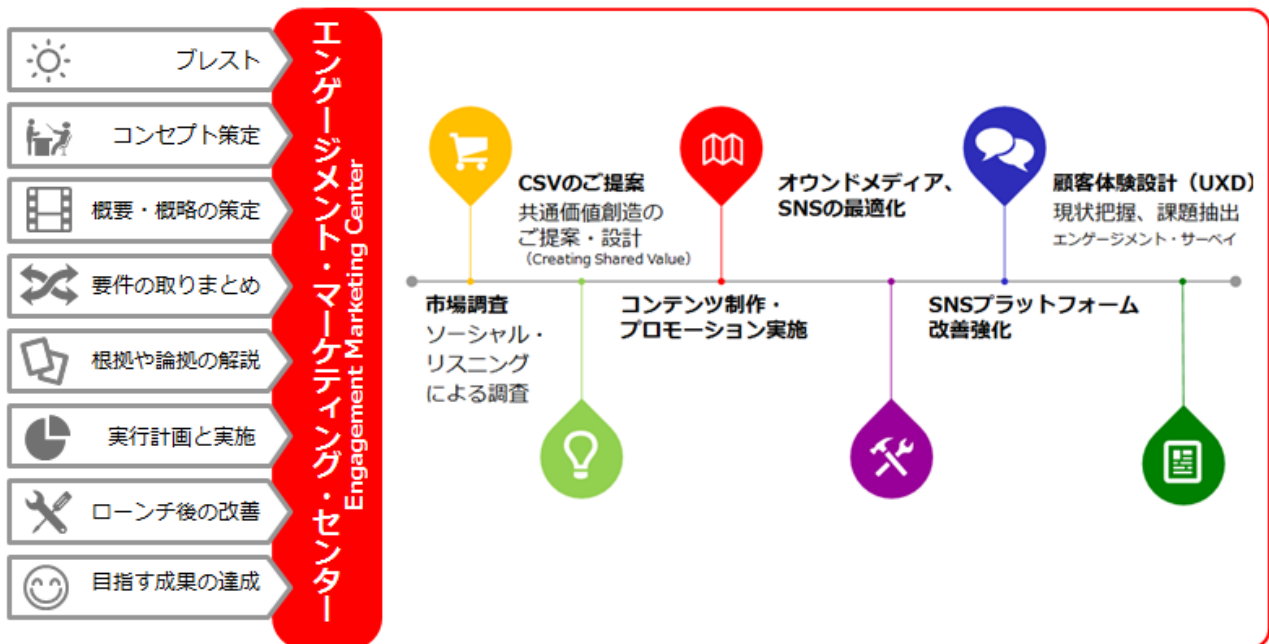 ブレスト
コンセプト策定
概要・概略の策定
要件の取りまとめ
根拠や論拠の解説
実行計画と実施
ローンチ後の改善
目指す成果の達成
エンゲージメント・マーケティング・センター
Engagement Marketing Center
市場調査
ソーシャル・
リスニング
による調査
CSVのご提案
共通価値創造の
ご提案・設計
（Creating Shared Value）
コンテンツ制作・
プロモーション実施
オウンドメディア、
SNSの最適化
SNSプラットフォーム
改善強化
顧客体験設計（UXD）
現状把握、課題抽出
エンゲージメント・サーベイ